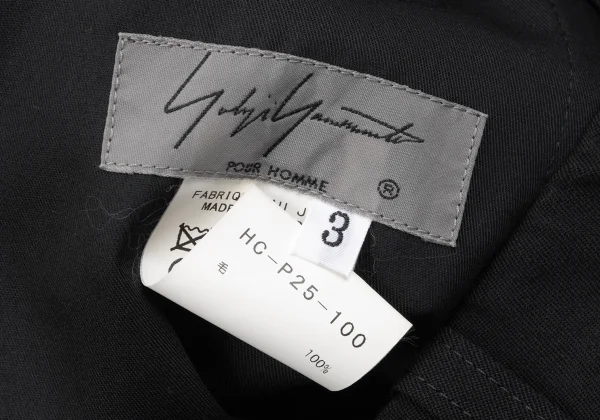 Yohji Yamamoto
POUR HOMME
®
FABRIQ
MADE
3
HC-P25-100
毛
100%